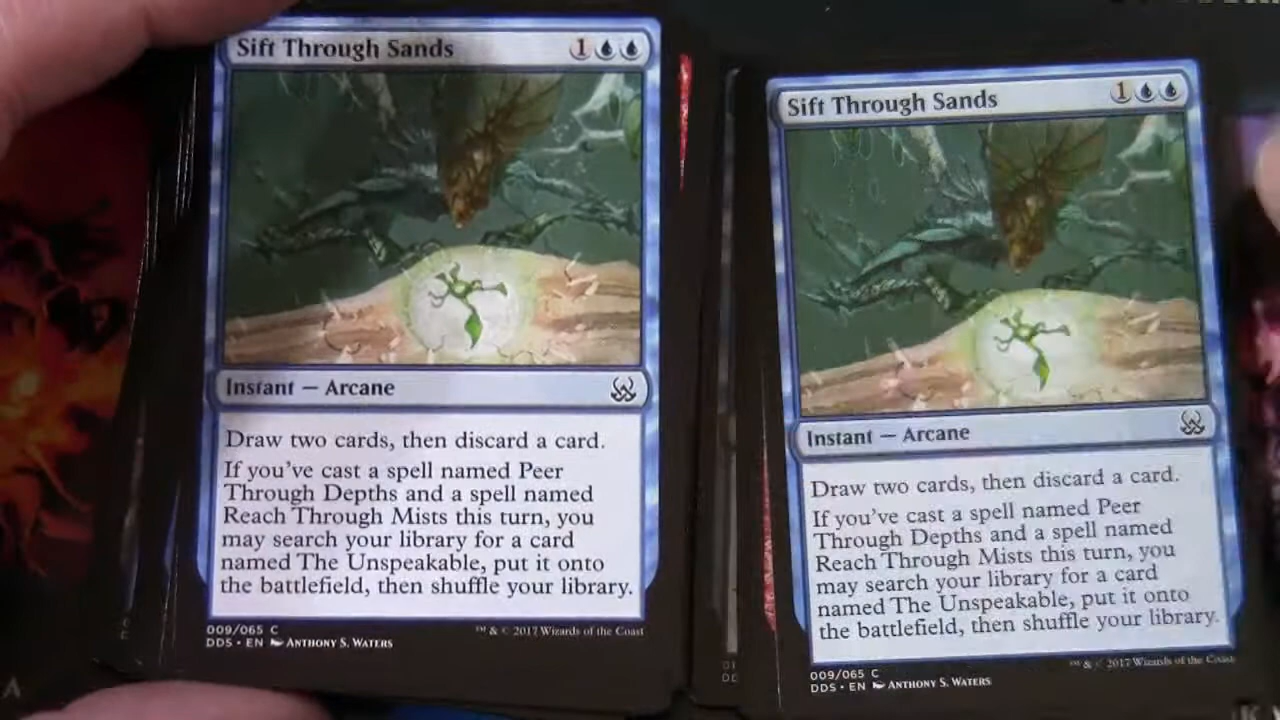 Sift Through Sands 1
Instant — Arcane
Draw two cards, then discard a card.
If you've cast a spell named Peer
Through Depths and a spell named
Reach Through Mists this turn, you
may search your library for a card
named The Unspeakable, put it onto
the battlefield, then shuffle your library.
009/065 C
DDS • EN ANTHONY S. WATERS
™ & © 2017 Wizards of the Coast
Sift Through Sands 1
Instant — Arcane
Draw two cards, then discard a card.
If you've cast a spell named Peer
Through Depths and a spell named
Reach Through Mists this turn, you
may search your library for a card
named The Unspeakable, put it onto
the battlefield, then shuffle your library.
009/065 C
DDS • EN ANTHONY S. WATERS
™ & © 2017 Wizards of the Coast